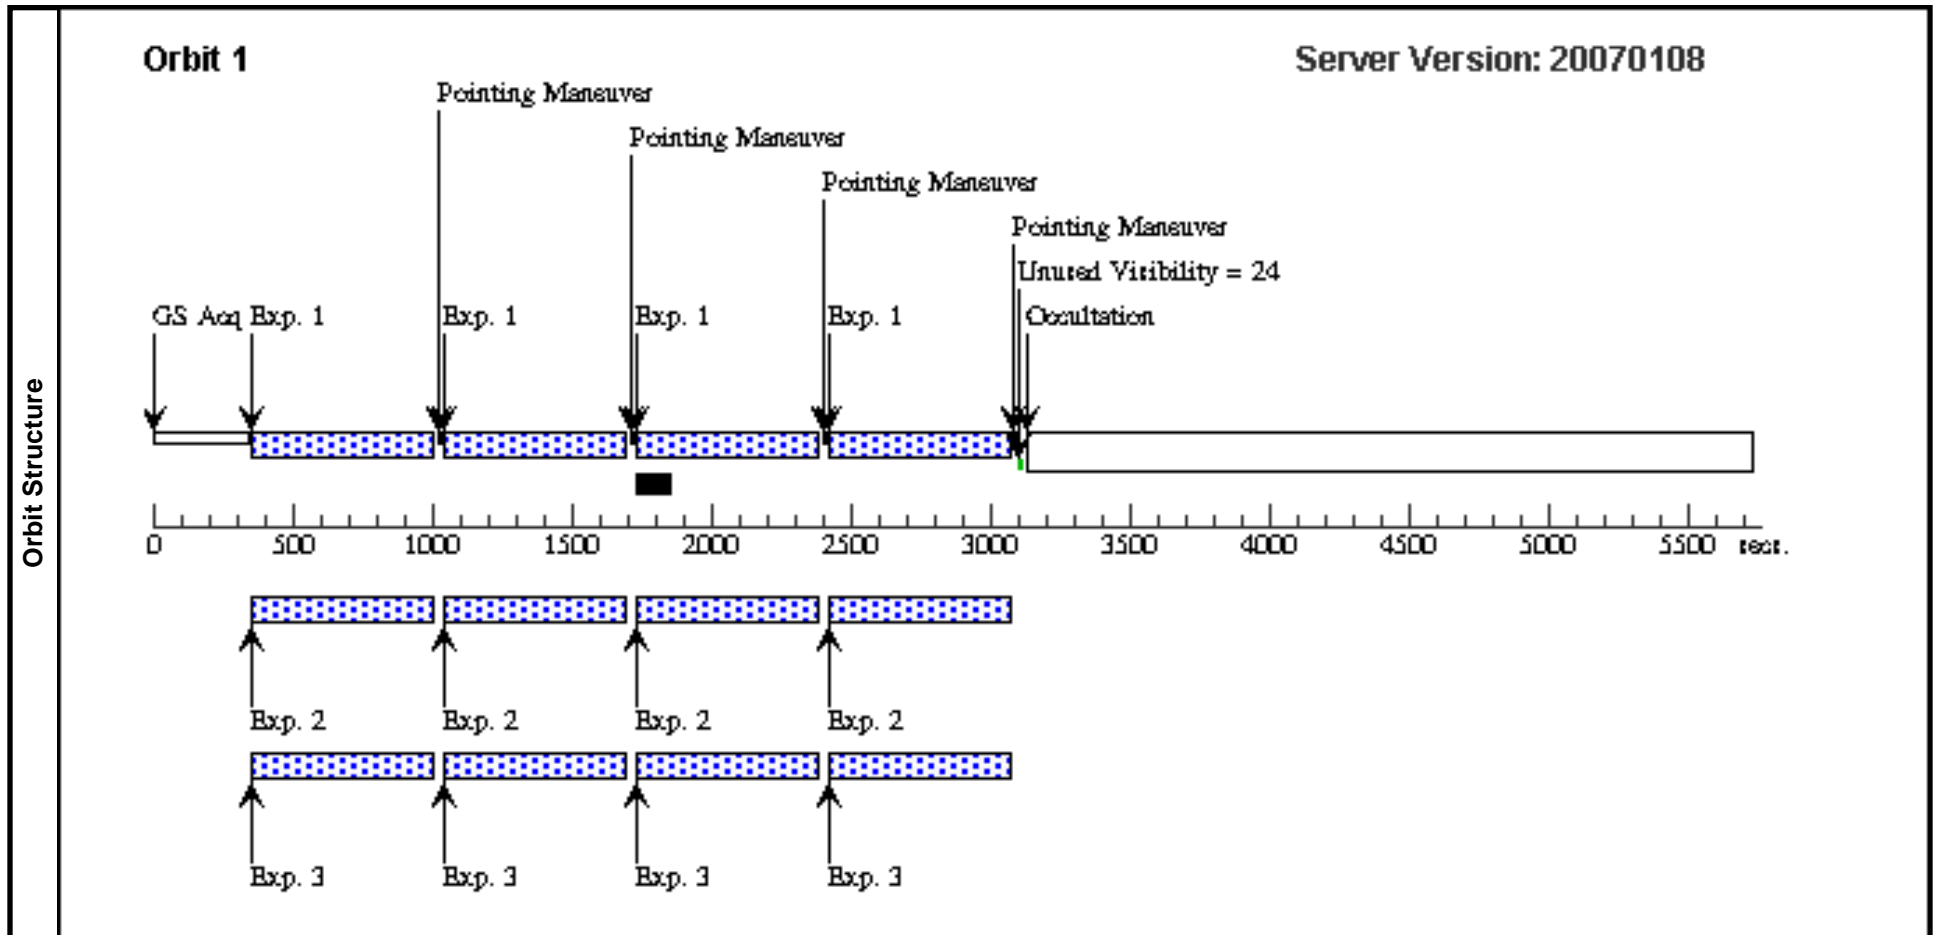 Orbit 1 Server Version: 20070108
Pointing Maneuver
Pointing Maneuver
Pointing Maneuver
Pointing Maneuver
Unused Visibility = 24
GS Acq Exp. 1 Exp. 1 Exp. 1 Exp. 1 Occultation
Orbit Structure
0 500 1000 1500 2000 2500 3000 3500 4000 4500 5000 5500 secs.
Exp. 2 Exp. 2 Exp. 2 Exp. 2
Exp. 3 Exp. 3 Exp. 3 Exp. 3